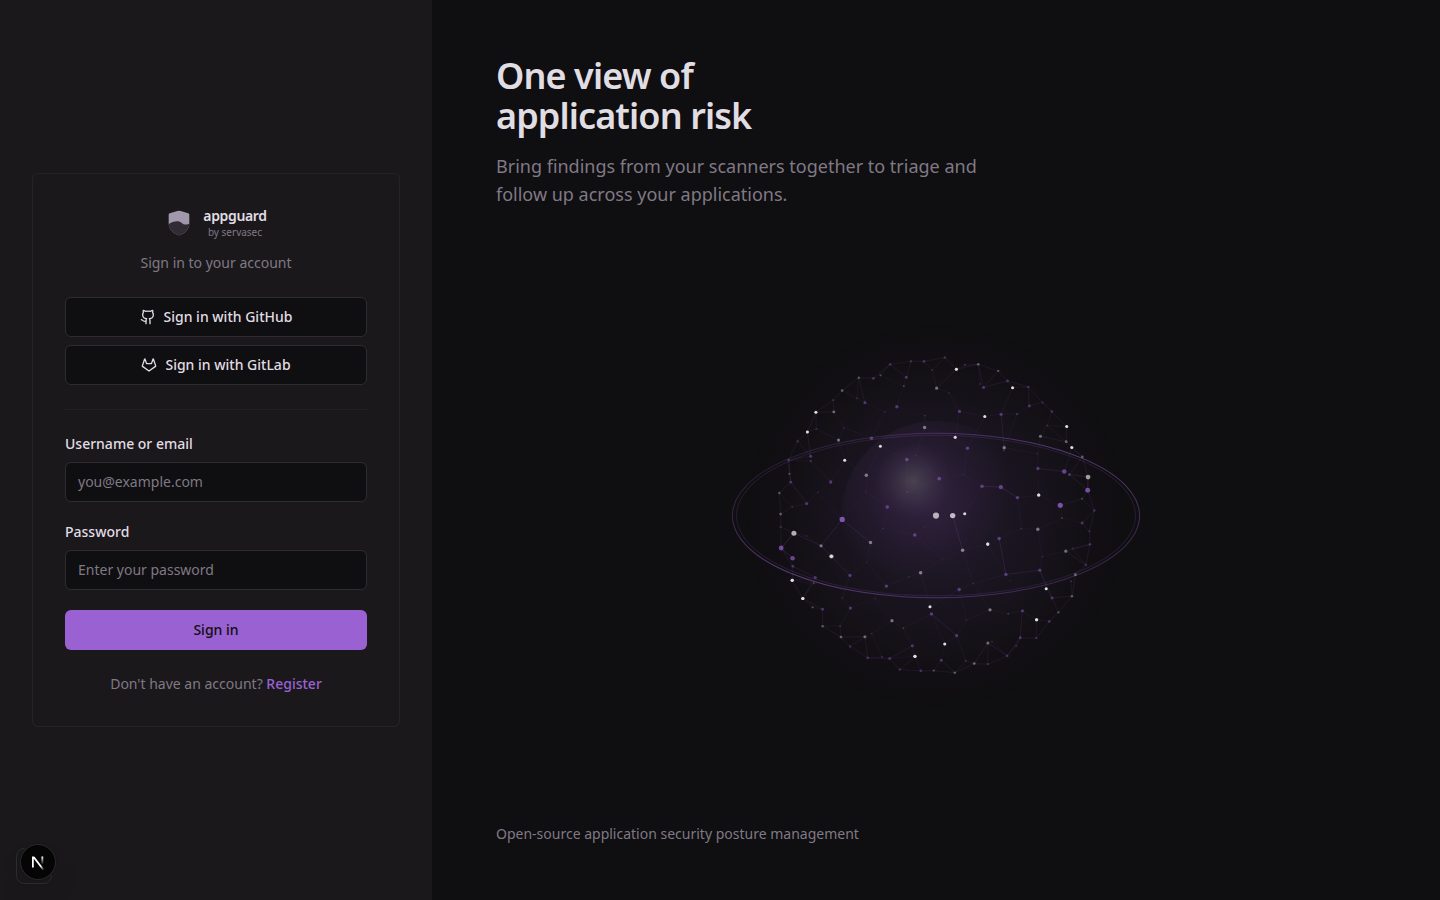 appguard
by servasec
Sign in to your account
Sign in with GitHub
Sign in with GitLab
Username or email
you@example.com
Password
Enter your password
Sign in
Don't have an account? Register
N
One view of
application risk
Bring findings from your scanners together to triage and
follow up across your applications.
Open-source application security posture management